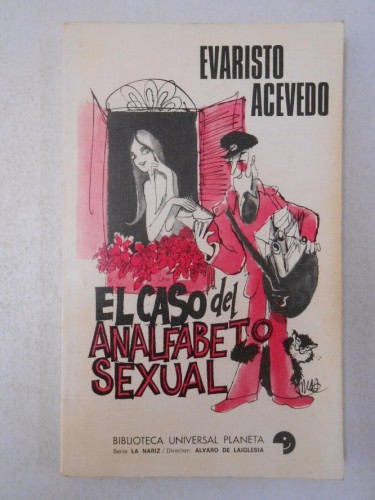 EVARISTO
ACEVEDO
EL CASO del
ANALFABETO
SEXUAL
BIBLIOTECA UNIVERSAL PLANETA
Serie LA NARIZ / Director: ALVARO DE LAIGLESIA